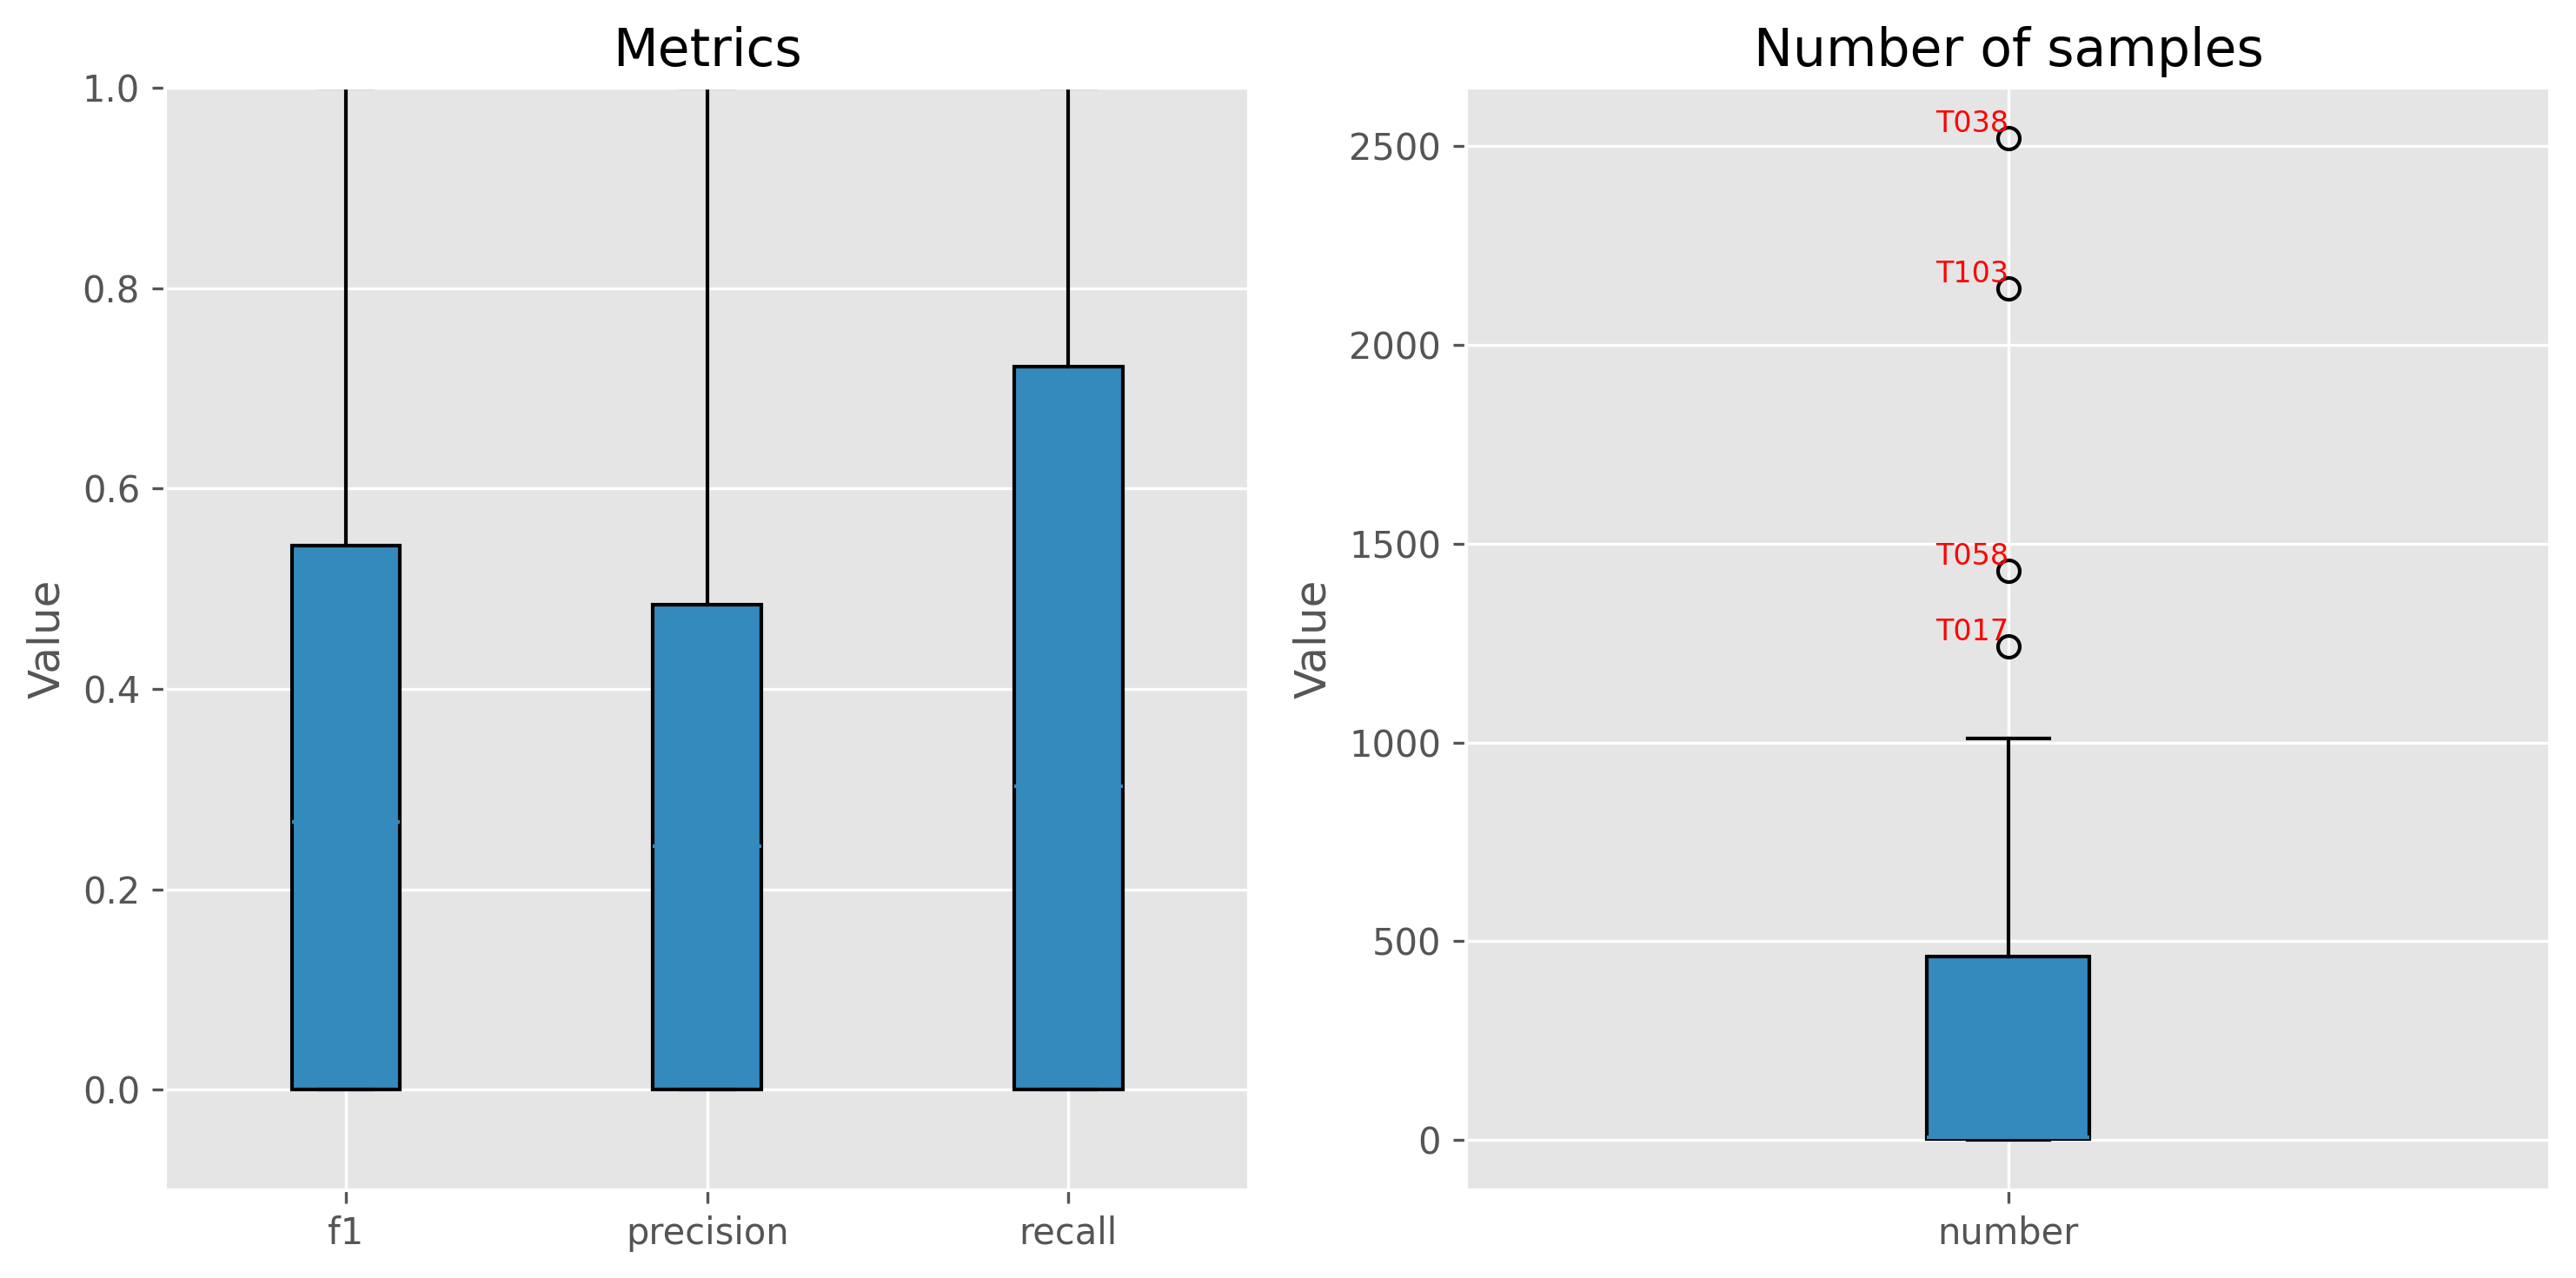 Metrics
1.0
0.8
0.6
0.4
0.2
0.0
Value
f1 precision recall
Number of samples
2500
2000
1500
1000
500
0
Value
T038
T103
T058
T017
number